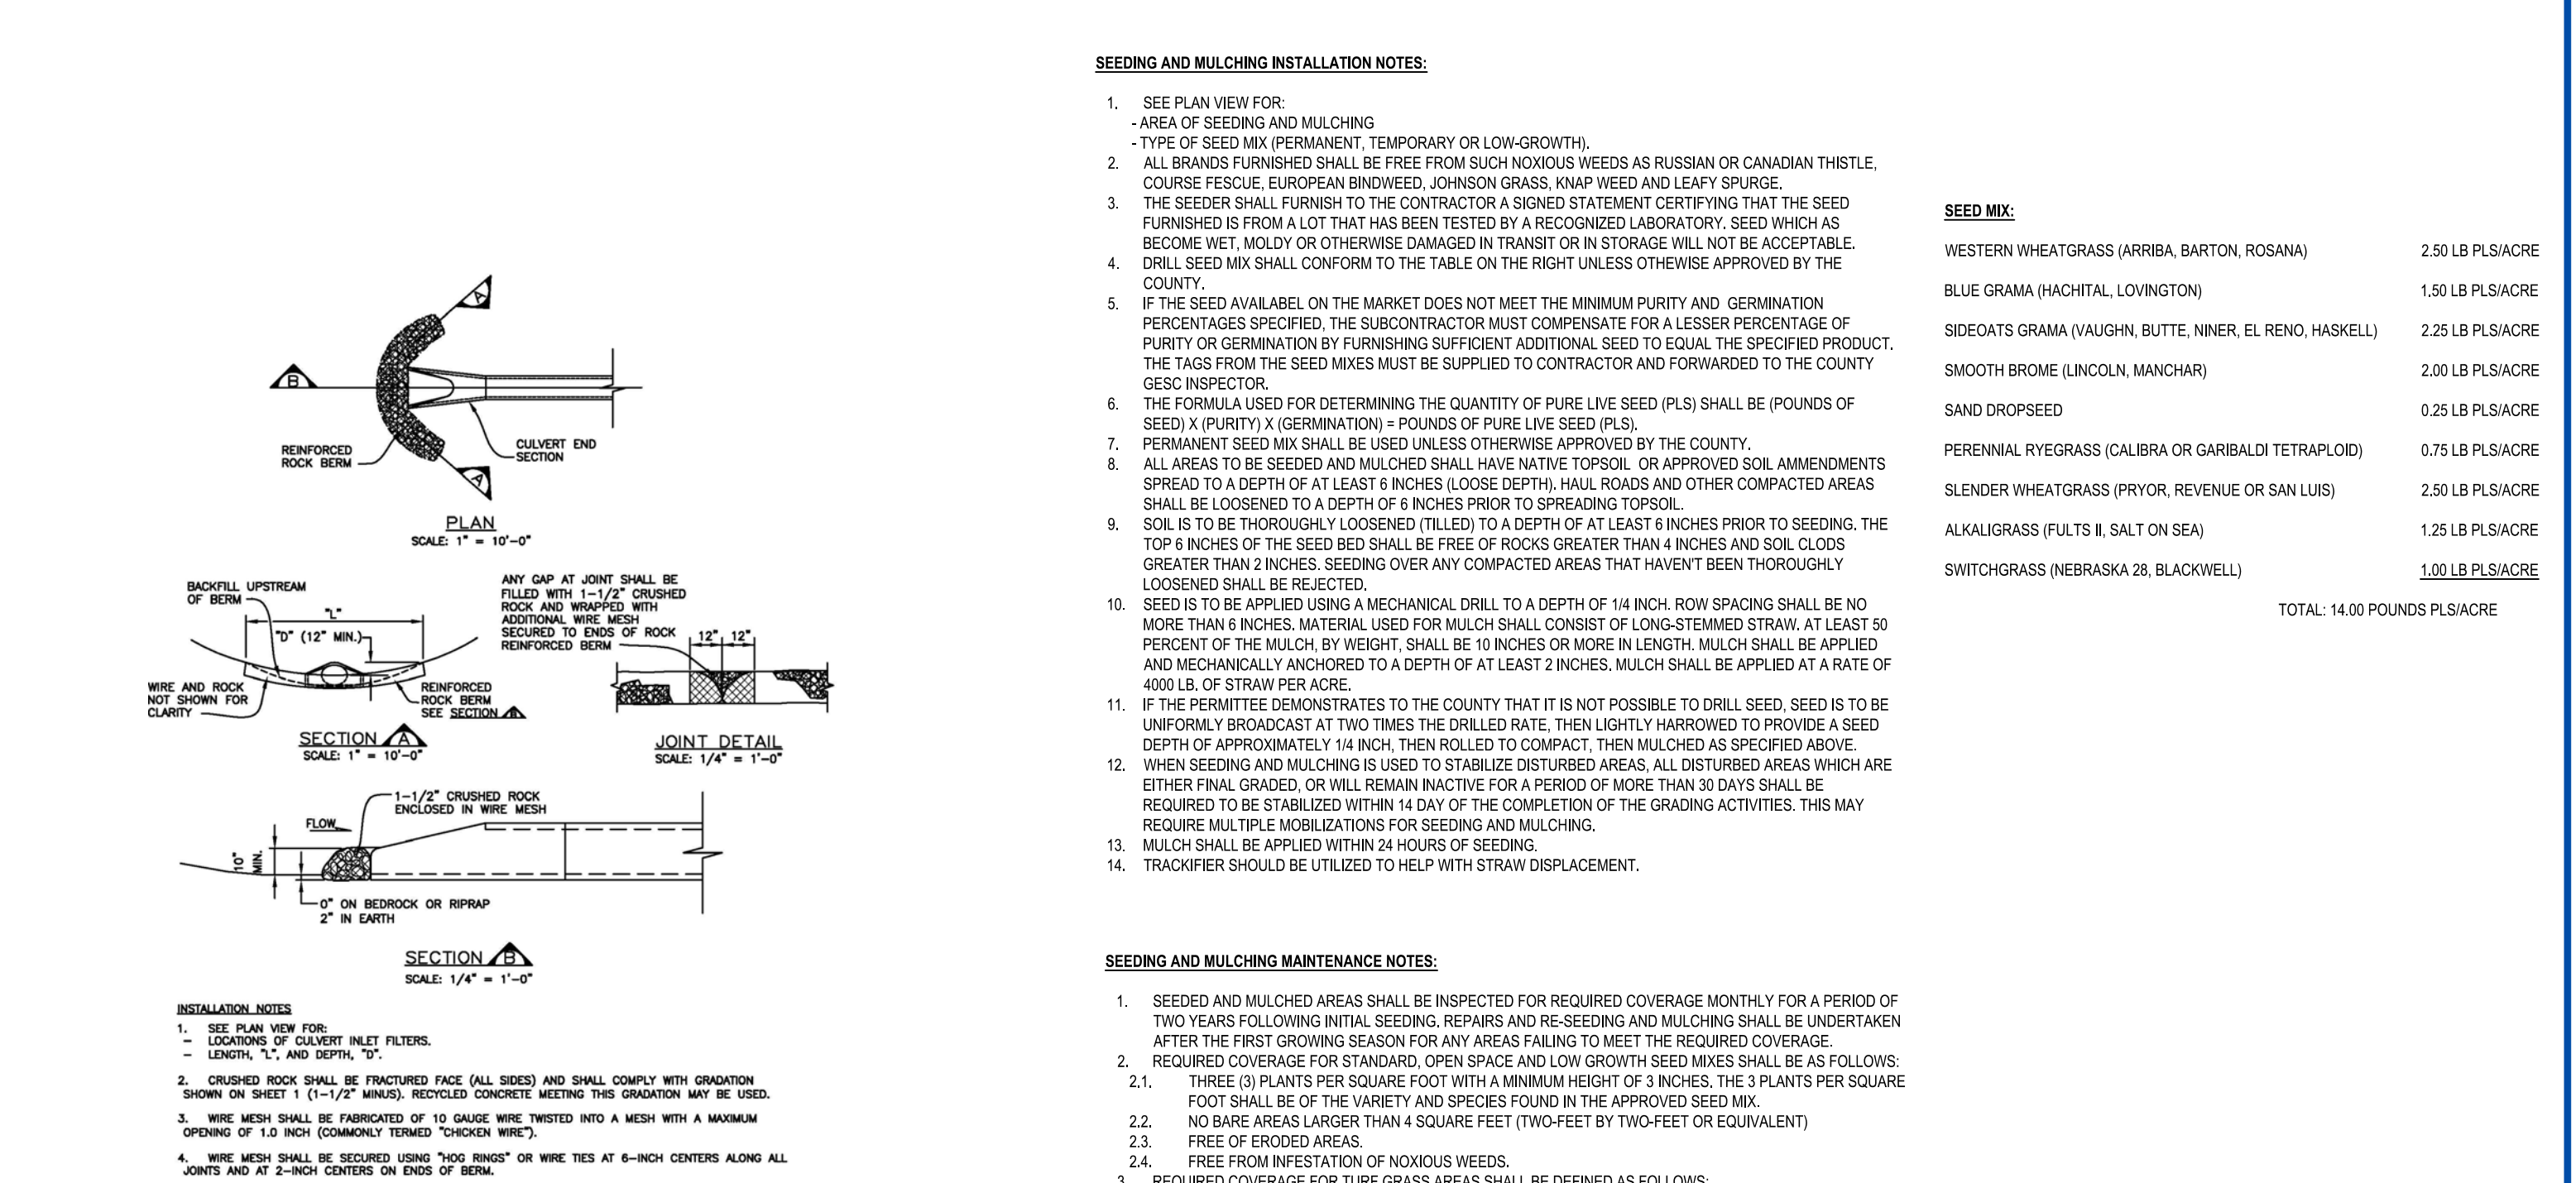 A
B
REINFORCED
ROCK BERM
CULVERT END
SECTION
A
PLAN
SCALE: 1" = 10'-0"
BACKFILL UPSTREAM
OF BERM
"L"
"D" (12" MIN.)
WIRE AND ROCK
NOT SHOWN FOR
CLARITY
REINFORCED
ROCK BERM
SEE SECTION B
SECTION A
SCALE: 1" = 10'-0"
ANY GAP AT JOINT SHALL BE
FILLED WITH 1-1/2" CRUSHED
ROCK AND WRAPPED WITH
ADDITIONAL WIRE MESH
SECURED TO ENDS OF ROCK
REINFORCED BERM
12" 12"
JOINT DETAIL
SCALE: 1/4" = 1'-0"
1-1/2" CRUSHED ROCK
ENCLOSED IN WIRE MESH
FLOW
10"
MIN.
0" ON BEDROCK OR RIPRAP
2" IN EARTH
SECTION B
SCALE: 1/4" = 1'-0"
INSTALLATION NOTES
1. SEE PLAN VIEW FOR:
- LOCATIONS OF CULVERT INLET FILTERS.
- LENGTH, "L", AND DEPTH, "D".
2. CRUSHED ROCK SHALL BE FRACTURED FACE (ALL SIDES) AND SHALL COMPLY WITH GRADATION
SHOWN ON SHEET 1 (1-1/2" MINUS). RECYCLED CONCRETE MEETING THIS GRADATION MAY BE USED.
3. WIRE MESH SHALL BE FABRICATED OF 10 GAUGE WIRE TWISTED INTO A MESH WITH A MAXIMUM
OPENING OF 1.0 INCH (COMMONLY TERMED "CHICKEN WIRE").
4. WIRE MESH SHALL BE SECURED USING "HOG RINGS" OR WIRE TIES AT 6-INCH CENTERS ALONG ALL
JOINTS AND AT 2-INCH CENTERS ON ENDS OF BERM.
SEEDING AND MULCHING INSTALLATION NOTES:
1. SEE PLAN VIEW FOR:
- AREA OF SEEDING AND MULCHING
- TYPE OF SEED MIX (PERMANENT, TEMPORARY OR LOW-GROWTH).
2. ALL BRANDS FURNISHED SHALL BE FREE FROM SUCH NOXIOUS WEEDS AS RUSSIAN OR CANADIAN THISTLE,
COURSE FESCUE, EUROPEAN BINDWEED, JOHNSON GRASS, KNAP WEED AND LEAFY SPURGE.
3. THE SEEDER SHALL FURNISH TO THE CONTRACTOR A SIGNED STATEMENT CERTIFYING THAT THE SEED
FURNISHED IS FROM A LOT THAT HAS BEEN TESTED BY A RECOGNIZED LABORATORY. SEED WHICH AS
BECOME WET, MOLDY OR OTHERWISE DAMAGED IN TRANSIT OR IN STORAGE WILL NOT BE ACCEPTABLE.
4. DRILL SEED MIX SHALL CONFORM TO THE TABLE ON THE RIGHT UNLESS OTHEWISE APPROVED BY THE
COUNTY.
5. IF THE SEED AVAILABEL ON THE MARKET DOES NOT MEET THE MINIMUM PURITY AND GERMINATION
PERCENTAGES SPECIFIED, THE SUBCONTRACTOR MUST COMPENSATE FOR A LESSER PERCENTAGE OF
PURITY OR GERMINATION BY FURNISHING SUFFICIENT ADDITIONAL SEED TO EQUAL THE SPECIFIED PRODUCT.
THE TAGS FROM THE SEED MIXES MUST BE SUPPLIED TO CONTRACTOR AND FORWARDED TO THE COUNTY
GESC INSPECTOR.
6. THE FORMULA USED FOR DETERMINING THE QUANTITY OF PURE LIVE SEED (PLS) SHALL BE (POUNDS OF
SEED) X (PURITY) X (GERMINATION) = POUNDS OF PURE LIVE SEED (PLS).
7. PERMANENT SEED MIX SHALL BE USED UNLESS OTHERWISE APPROVED BY THE COUNTY.
8. ALL AREAS TO BE SEEDED AND MULCHED SHALL HAVE NATIVE TOPSOIL OR APPROVED SOIL AMMENDMENTS
SPREAD TO A DEPTH OF AT LEAST 6 INCHES (LOOSE DEPTH). HAUL ROADS AND OTHER COMPACTED AREAS
SHALL BE LOOSENED TO A DEPTH OF 6 INCHES PRIOR TO SPREADING TOPSOIL.
9. SOIL IS TO BE THOROUGHLY LOOSENED (TILLED) TO A DEPTH OF AT LEAST 6 INCHES PRIOR TO SEEDING. THE
TOP 6 INCHES OF THE SEED BED SHALL BE FREE OF ROCKS GREATER THAN 4 INCHES AND SOIL CLODS
GREATER THAN 2 INCHES. SEEDING OVER ANY COMPACTED AREAS THAT HAVEN'T BEEN THOROUGHLY
LOOSENED SHALL BE REJECTED.
10. SEED IS TO BE APPLIED USING A MECHANICAL DRILL TO A DEPTH OF 1/4 INCH. ROW SPACING SHALL BE NO
MORE THAN 6 INCHES. MATERIAL USED FOR MULCH SHALL CONSIST OF LONG-STEMMED STRAW. AT LEAST 50
PERCENT OF THE MULCH, BY WEIGHT, SHALL BE 10 INCHES OR MORE IN LENGTH. MULCH SHALL BE APPLIED
AND MECHANICALLY ANCHORED TO A DEPTH OF AT LEAST 2 INCHES. MULCH SHALL BE APPLIED AT A RATE OF
4000 LB. OF STRAW PER ACRE.
11. IF THE PERMITTEE DEMONSTRATES TO THE COUNTY THAT IT IS NOT POSSIBLE TO DRILL SEED, SEED IS TO BE
UNIFORMLY BROADCAST AT TWO TIMES THE DRILLED RATE, THEN LIGHTLY HARROWED TO PROVIDE A SEED
DEPTH OF APPROXIMATELY 1/4 INCH, THEN ROLLED TO COMPACT, THEN MULCHED AS SPECIFIED ABOVE.
12. WHEN SEEDING AND MULCHING IS USED TO STABILIZE DISTURBED AREAS, ALL DISTURBED AREAS WHICH ARE
EITHER FINAL GRADED, OR WILL REMAIN INACTIVE FOR A PERIOD OF MORE THAN 30 DAYS SHALL BE
REQUIRED TO BE STABILIZED WITHIN 14 DAY OF THE COMPLETION OF THE GRADING ACTIVITIES. THIS MAY
REQUIRE MULTIPLE MOBILIZATIONS FOR SEEDING AND MULCHING.
13. MULCH SHALL BE APPLIED WITHIN 24 HOURS OF SEEDING.
14. TRACKIFIER SHOULD BE UTILIZED TO HELP WITH STRAW DISPLACEMENT.
SEEDING AND MULCHING MAINTENANCE NOTES:
1. SEEDED AND MULCHED AREAS SHALL BE INSPECTED FOR REQUIRED COVERAGE MONTHLY FOR A PERIOD OF
TWO YEARS FOLLOWING INITIAL SEEDING. REPAIRS AND RE-SEEDING AND MULCHING SHALL BE UNDERTAKEN
AFTER THE FIRST GROWING SEASON FOR ANY AREAS FAILING TO MEET THE REQUIRED COVERAGE.
2. REQUIRED COVERAGE FOR STANDARD, OPEN SPACE AND LOW GROWTH SEED MIXES SHALL BE AS FOLLOWS:
2.1. THREE (3) PLANTS PER SQUARE FOOT WITH A MINIMUM HEIGHT OF 3 INCHES. THE 3 PLANTS PER SQUARE
FOOT SHALL BE OF THE VARIETY AND SPECIES FOUND IN THE APPROVED SEED MIX.
2.2. NO BARE AREAS LARGER THAN 4 SQUARE FEET (TWO-FEET BY TWO-FEET OR EQUIVALENT)
2.3. FREE OF ERODED AREAS.
2.4. FREE FROM INFESTATION OF NOXIOUS WEEDS.
3. REQUIRED COVERAGE FOR TURF GRASS AREAS SHALL BE DEFINED AS FOLLOWS:
SEED MIX:
WESTERN WHEATGRASS (ARRIBA, BARTON, ROSANA) 2.50 LB PLS/ACRE
BLUE GRAMA (HACHITAL, LOVINGTON) 1.50 LB PLS/ACRE
SIDEOATS GRAMA (VAUGHN, BUTTE, NINER, EL RENO, HASKELL) 2.25 LB PLS/ACRE
SMOOTH BROME (LINCOLN, MANCHAR) 2.00 LB PLS/ACRE
SAND DROPSEED 0.25 LB PLS/ACRE
PERENNIAL RYEGRASS (CALIBRA OR GARIBALDI TETRAPLOID) 0.75 LB PLS/ACRE
SLENDER WHEATGRASS (PRYOR, REVENUE OR SAN LUIS) 2.50 LB PLS/ACRE
ALKALIGRASS (FULTS II, SALT ON SEA) 1.25 LB PLS/ACRE
SWITCHGRASS (NEBRASKA 28, BLACKWELL) 1.00 LB PLS/ACRE
TOTAL: 14.00 POUNDS PLS/ACRE